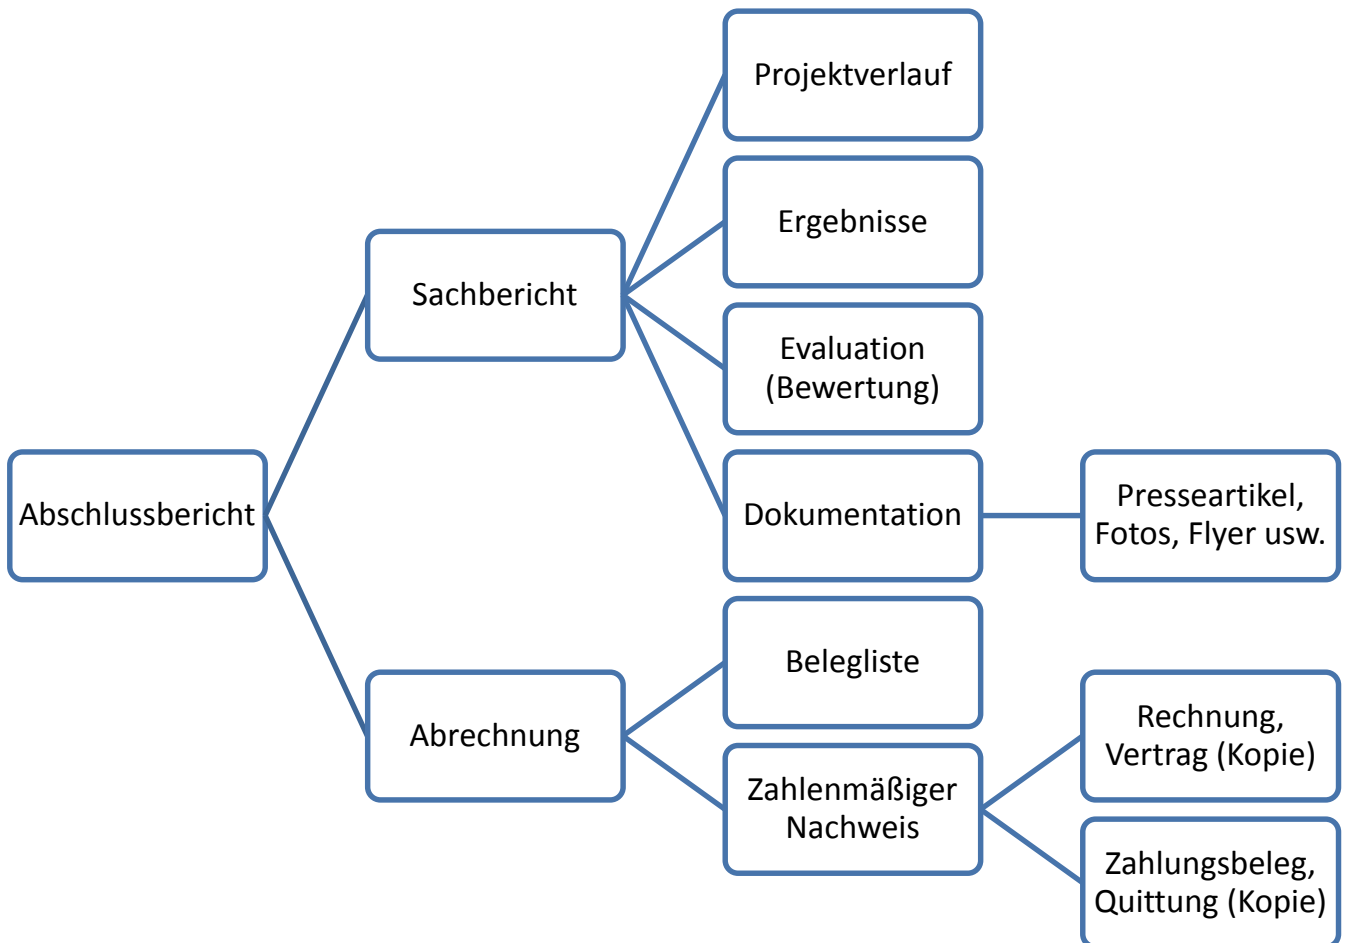 Projektverlauf
Ergebnisse
Sachbericht
Evaluation
(Bewertung)
Abschlussbericht
Dokumentation
Presseartikel,
Fotos, Flyer usw.
Belegliste
Abrechnung
Rechnung,
Vertrag (Kopie)
Zahlenmäßiger
Nachweis
Zahlungsbeleg,
Quittung (Kopie)